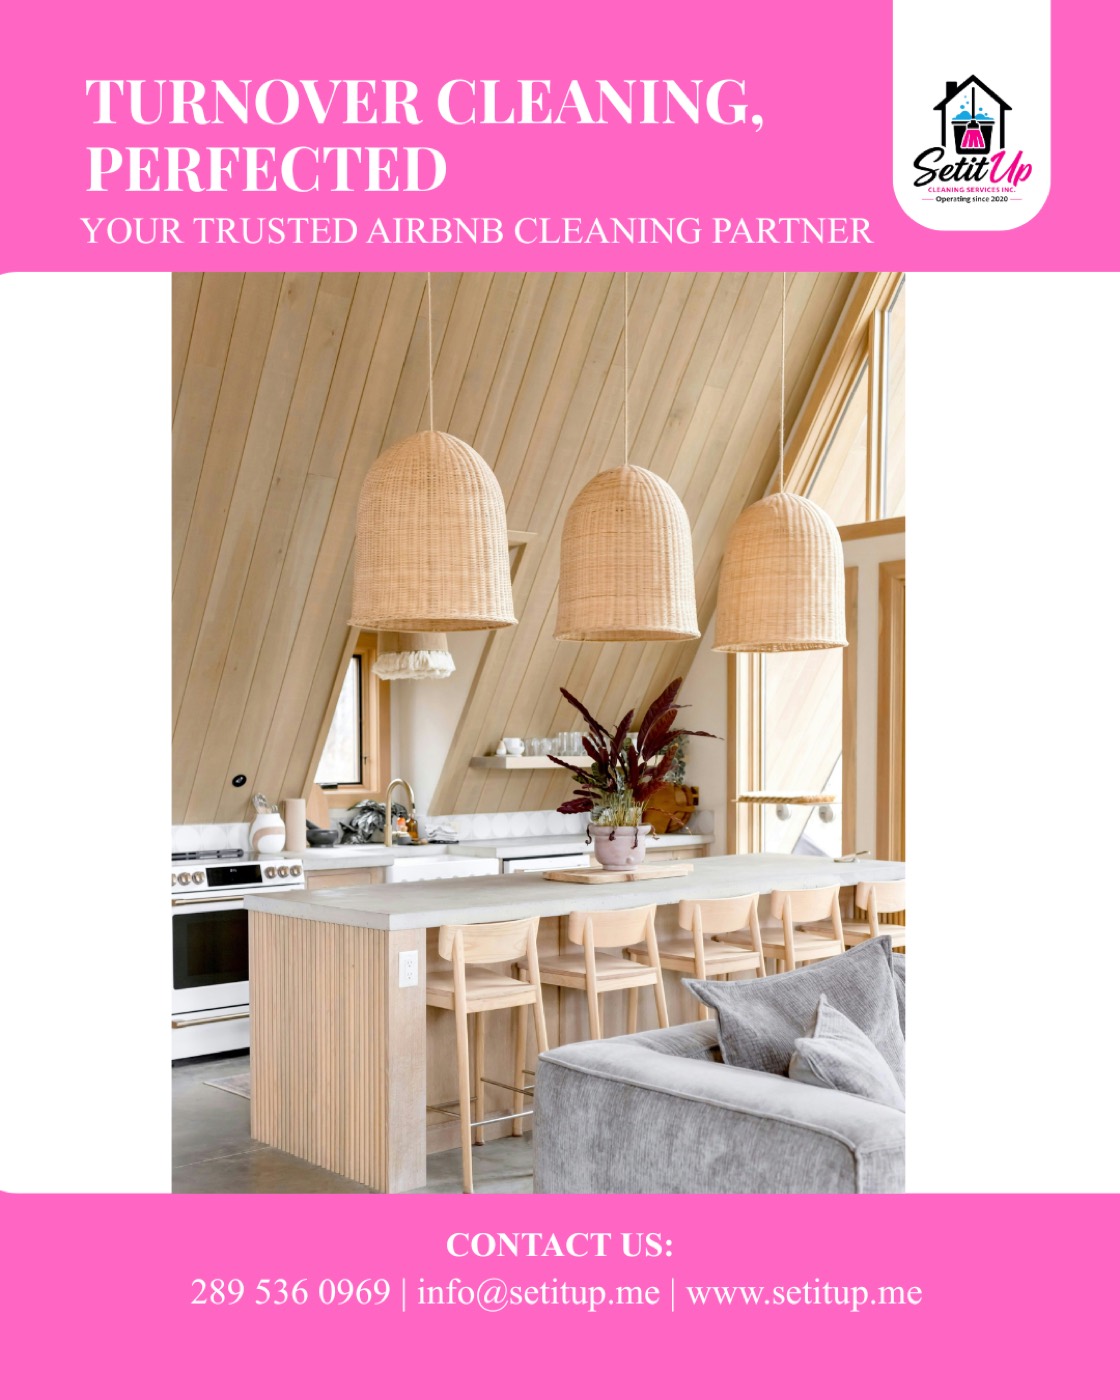 TURNOVER CLEANING,
PERFECTED
YOUR TRUSTED AIRBNB CLEANING PARTNER
SetitUp
CLEANING SERVICES INC.
Operating since 2020
CONTACT US:
289 536 0969 | info@setitup.me | www.setitup.me